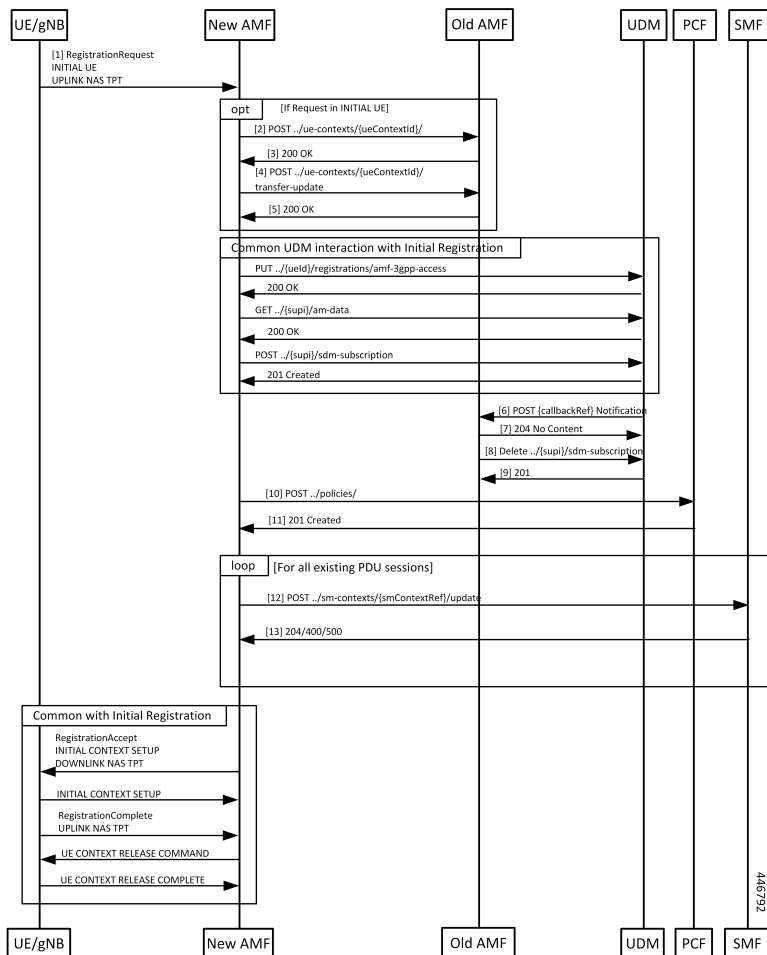 UE/gNB
New AMF
Old AMF
UDM
PCF
SMF
[1] RegistrationRequest
INITIAL UE
UPLINK NAS TPT
opt
[If Request in INITIAL UE]
[2] POST ../ue-contexts/{ueContextId}/
[3] 200 OK
[4] POST ../ue-contexts/{ueContextId}/
transfer-update
[5] 200 OK
Common UDM interaction with Initial Registration
PUT ../{ueId}/registrations/amf-3gpp-access
200 OK
GET ../{supi}/am-data
200 OK
POST ../{supi}/sdm-subscription
201 Created
[6] POST {callbackRef} Notification
[7] 204 No Content
[8] Delete ../{supi}/sdm-subscription
[9] 201
[10] POST ../policies/
[11] 201 Created
loop
[For all existing PDU sessions]
[12] POST ../sm-contexts/{smContextRef}/update
[13] 204/400/500
Common with Initial Registration
RegistrationAccept
INITIAL CONTEXT SETUP
DOWNLINK NAS TPT
INITIAL CONTEXT SETUP
RegistrationComplete
UPLINK NAS TPT
UE CONTEXT RELEASE COMMAND
UE CONTEXT RELEASE COMPLETE
446792
UE/gNB
New AMF
Old AMF
UDM
PCF
SMF